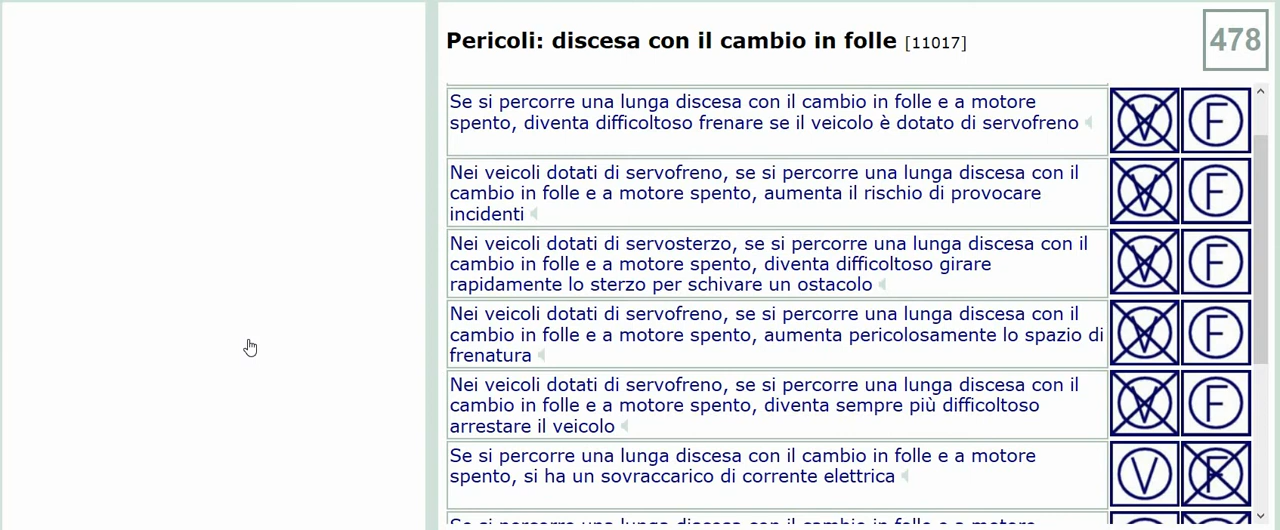 Pericoli: discesa con il cambio in folle [11017]
478
Se si percorre una lunga discesa con il cambio in folle e a motore
spento, diventa difficoltoso frenare se il veicolo è dotato di servofreno
V F
Nei veicoli dotati di servofreno, se si percorre una lunga discesa con il
cambio in folle e a motore spento, aumenta il rischio di provocare
incidenti
V F
Nei veicoli dotati di servosterzo, se si percorre una lunga discesa con il
cambio in folle e a motore spento, diventa difficoltoso girare
rapidamente lo sterzo per schivare un ostacolo
V F
Nei veicoli dotati di servofreno, se si percorre una lunga discesa con il
cambio in folle e a motore spento, aumenta pericolosamente lo spazio di
frenatura
V F
Nei veicoli dotati di servofreno, se si percorre una lunga discesa con il
cambio in folle e a motore spento, diventa sempre più difficoltoso
arrestare il veicolo
V F
Se si percorre una lunga discesa con il cambio in folle e a motore
spento, si ha un sovraccarico di corrente elettrica
V F